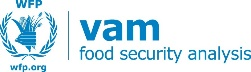 WFP
wfp.org
vam
food security analysis